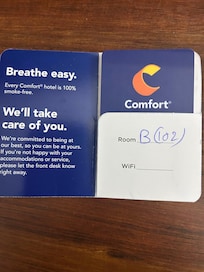 Breathe easy.
Every Comfort® hotel is 100%
smoke-free.
We'll take
care of you.
We're committed to being at
our best, so you can be at yours.
If you're not happy with your
accommodations or service,
please let the front desk know
right away.
Comfort®
Room B(102)
WiFi